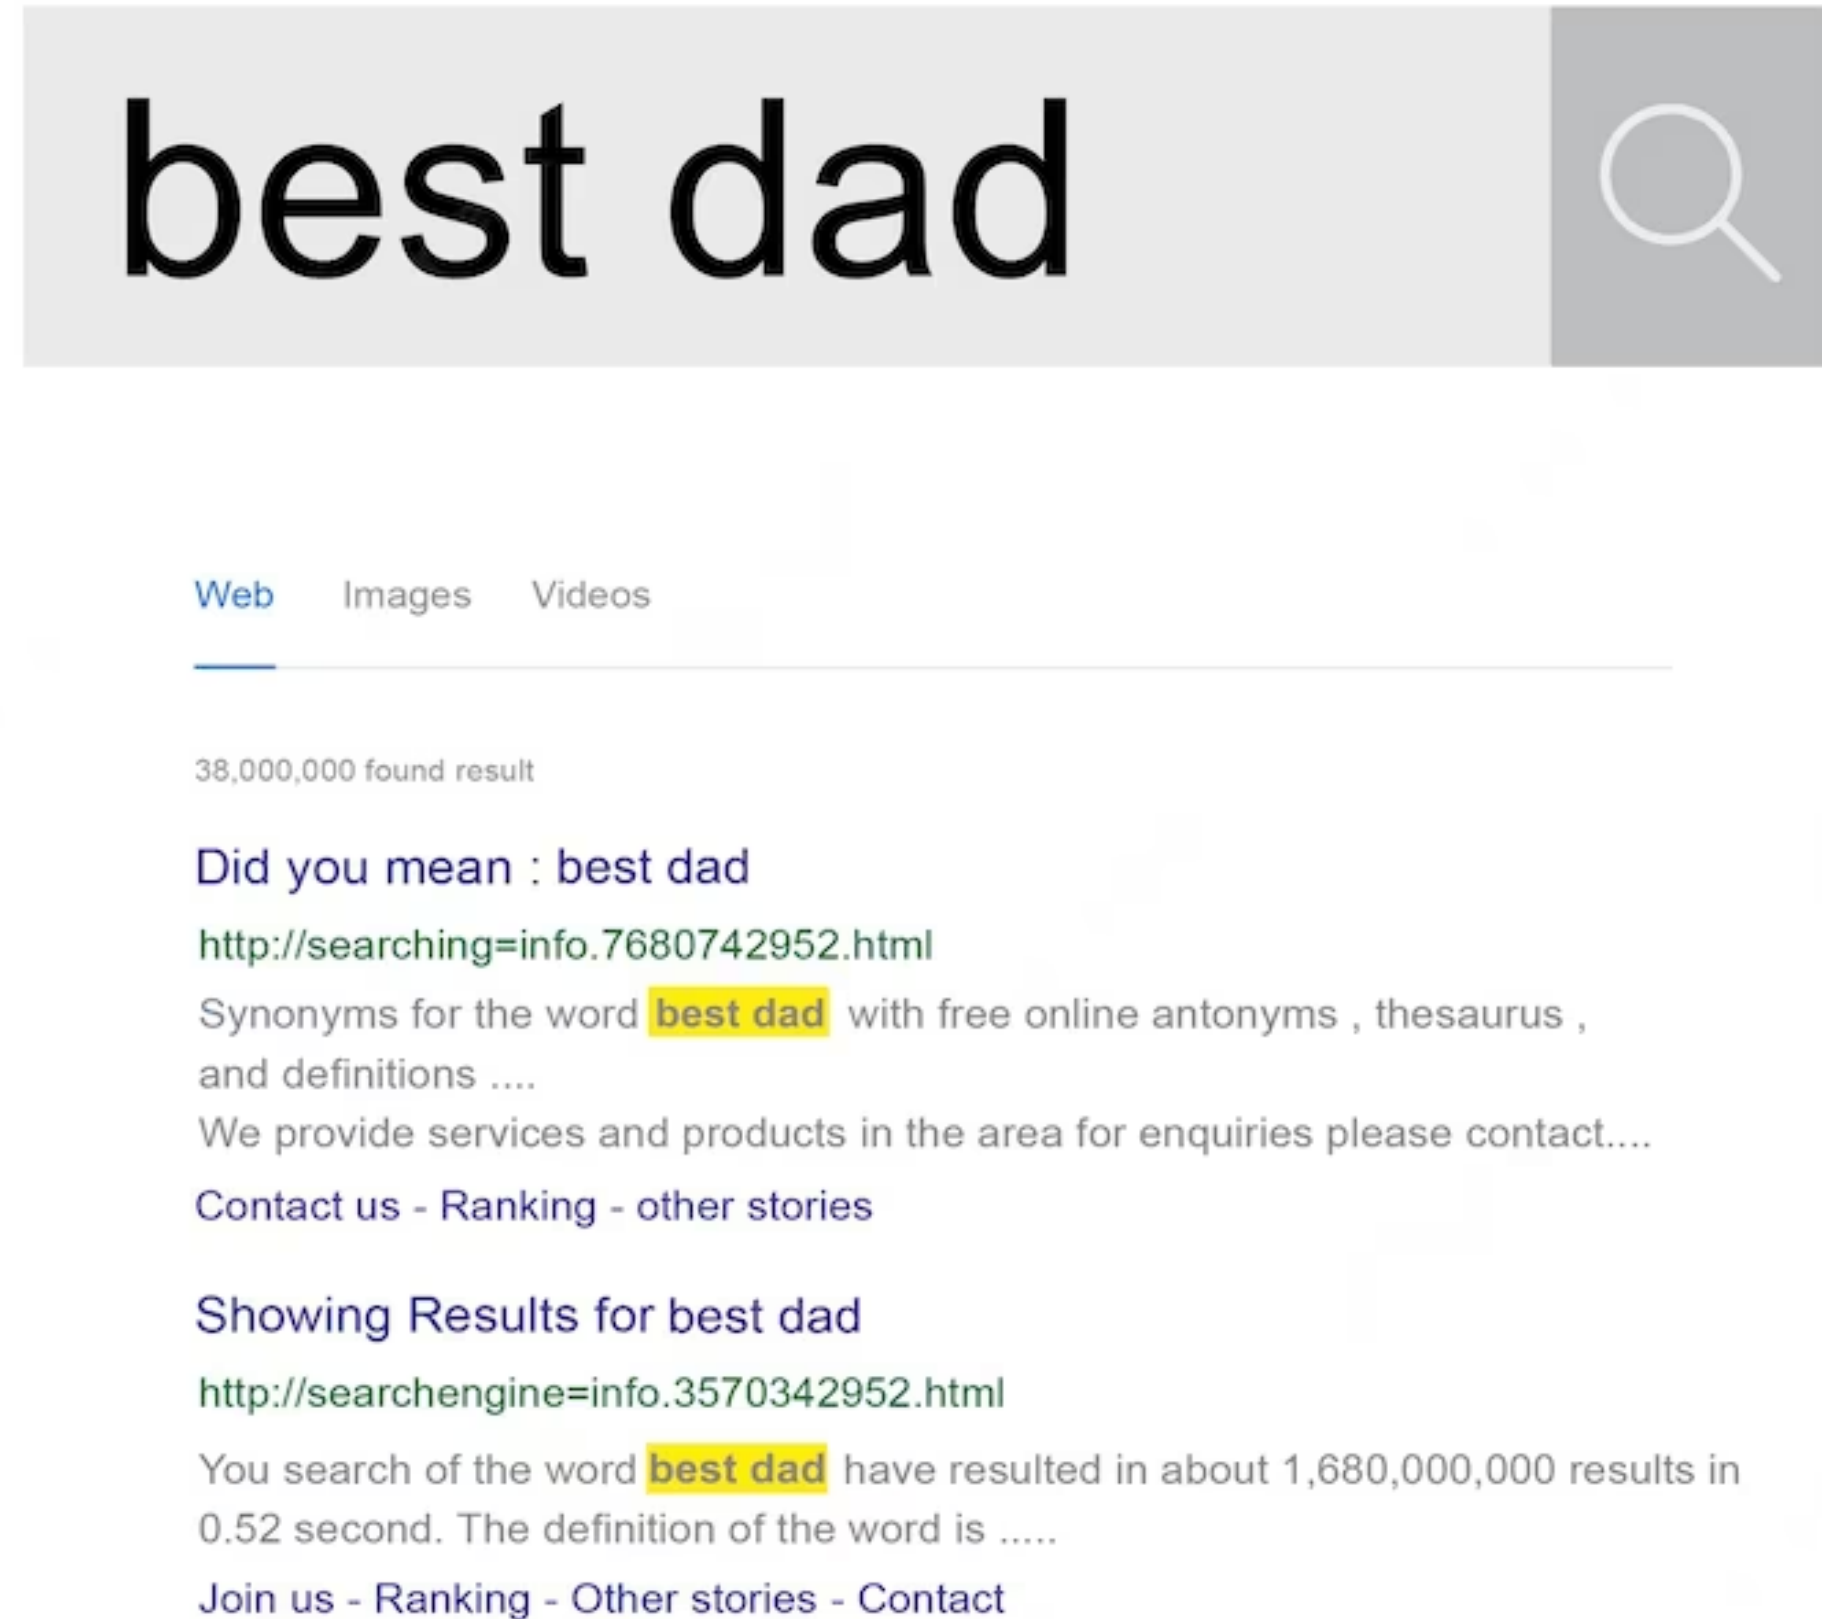 best dad
Web Images Videos
38,000,000 found result
Did you mean : best dad
http://searching=info.7680742952.html
Synonyms for the word best dad with free online antonyms , thesaurus ,
and definitions ....
We provide services and products in the area for enquiries please contact....
Contact us - Ranking - other stories
Showing Results for best dad
http://searchengine=info.3570342952.html
You search of the word best dad have resulted in about 1,680,000,000 results in
0.52 second. The definition of the word is .....
Join us - Ranking - Other stories - Contact